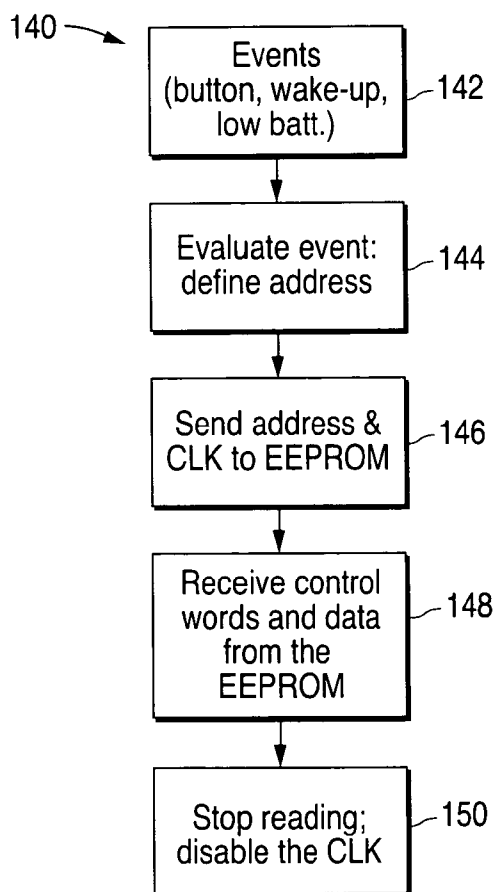 140
Events
(button, wake-up,
low batt.)
142
Evaluate event:
define address
144
Send address &
CLK to EEPROM
146
Receive control
words and data
from the
EEPROM
148
Stop reading;
disable the CLK
150